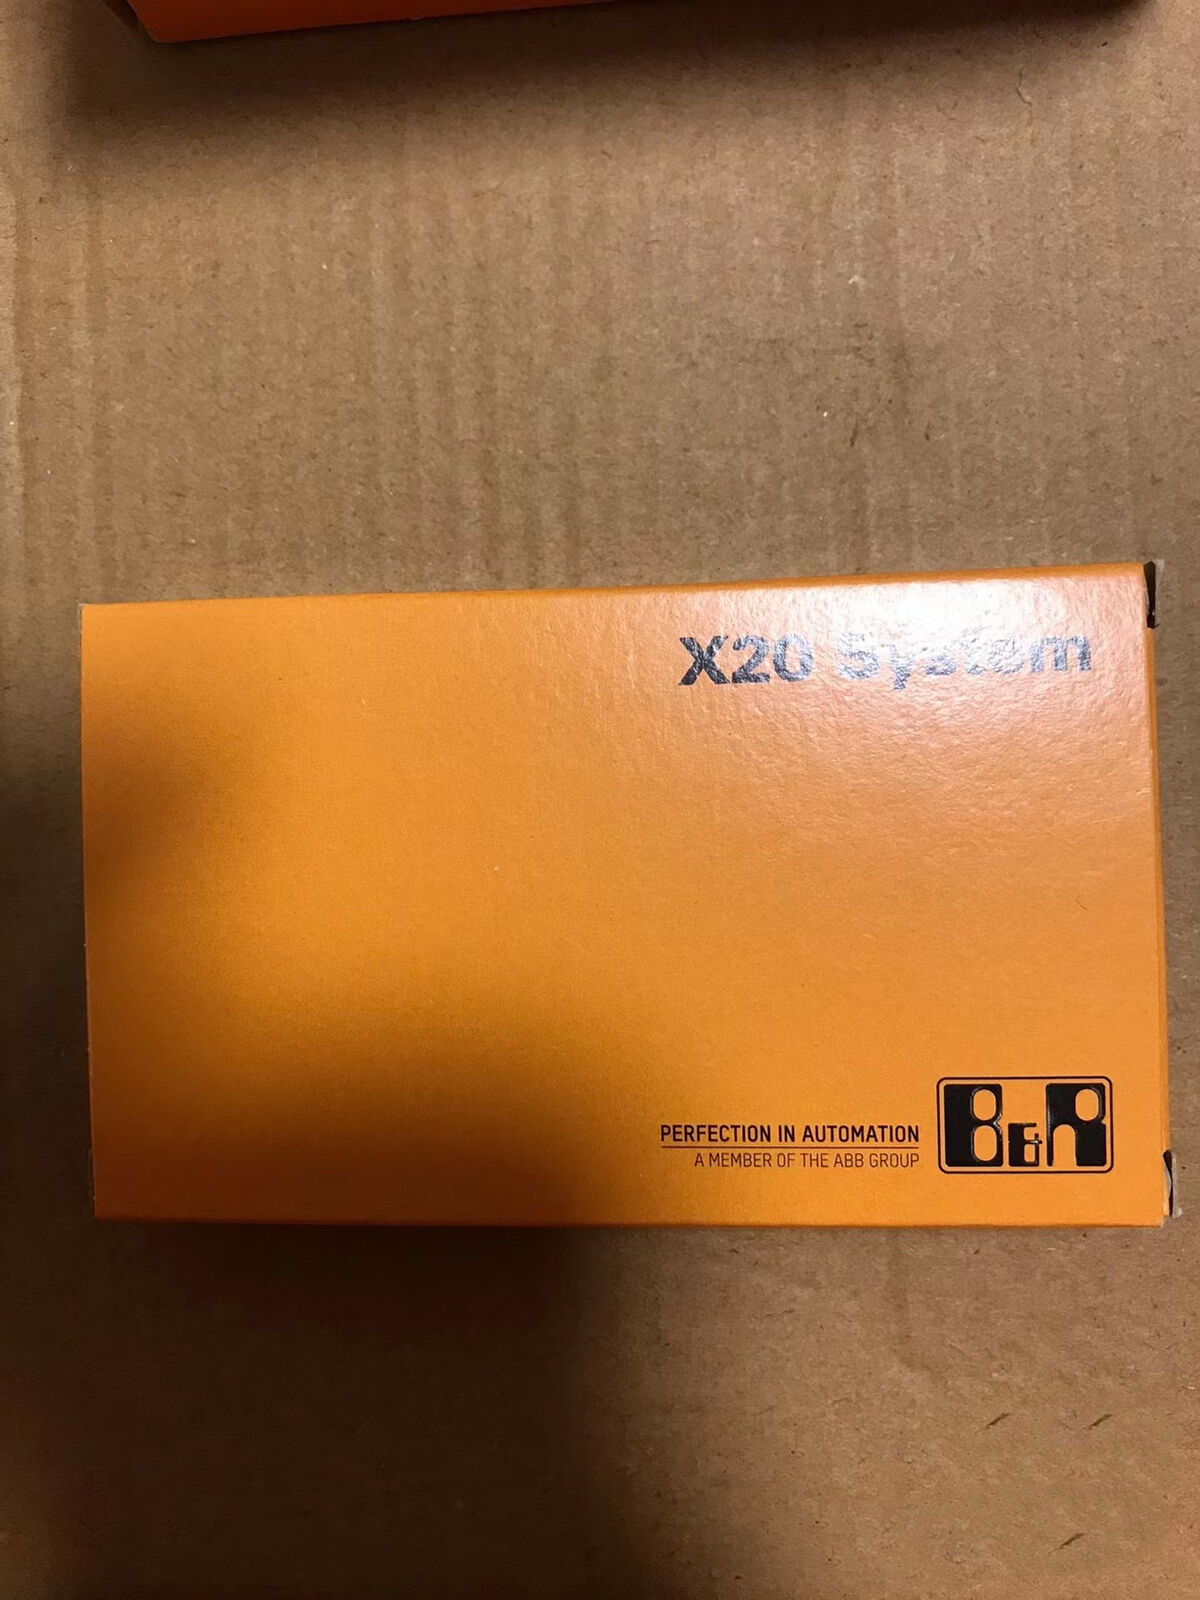 X20 System
PERFECTION IN AUTOMATION
A MEMBER OF THE ABB GROUP
B&R